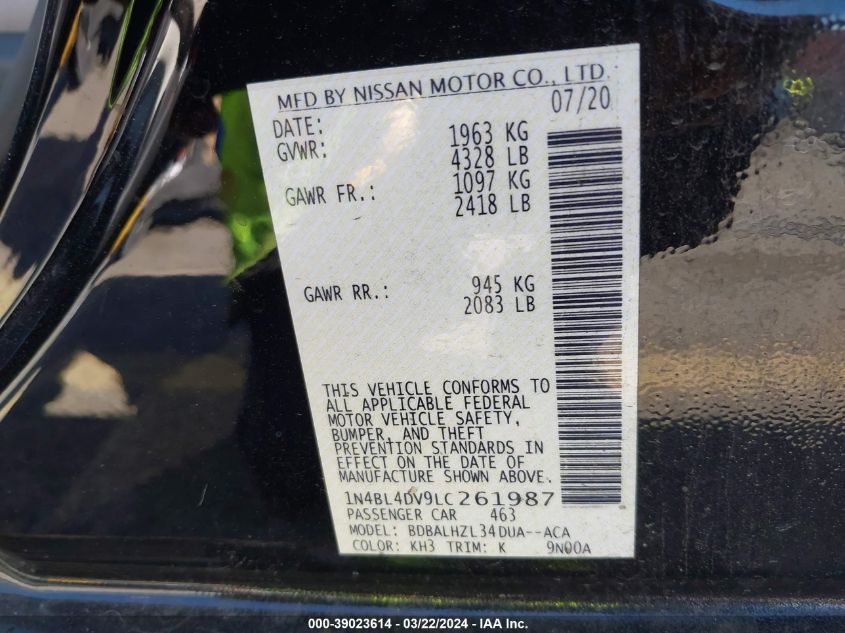 MFD BY NISSAN MOTOR CO., LTD.
DATE: 07/20
GVWR: 1963 KG
4328 LB
GAWR FR.: 1097 KG
2418 LB
GAWR RR.: 945 KG
2083 LB
THIS VEHICLE CONFORMS TO
ALL APPLICABLE FEDERAL
MOTOR VEHICLE SAFETY,
BUMPER, AND THEFT
PREVENTION STANDARDS IN
EFFECT ON THE DATE OF
MANUFACTURE SHOWN ABOVE.
1N4BL4DV9LC261987
PASSENGER CAR 463
MODEL: BDBALHZL34DUA--ACA
COLOR: KH3 TRIM: K 9N00A
000-39023614 - 03/22/2024 - IAA Inc.